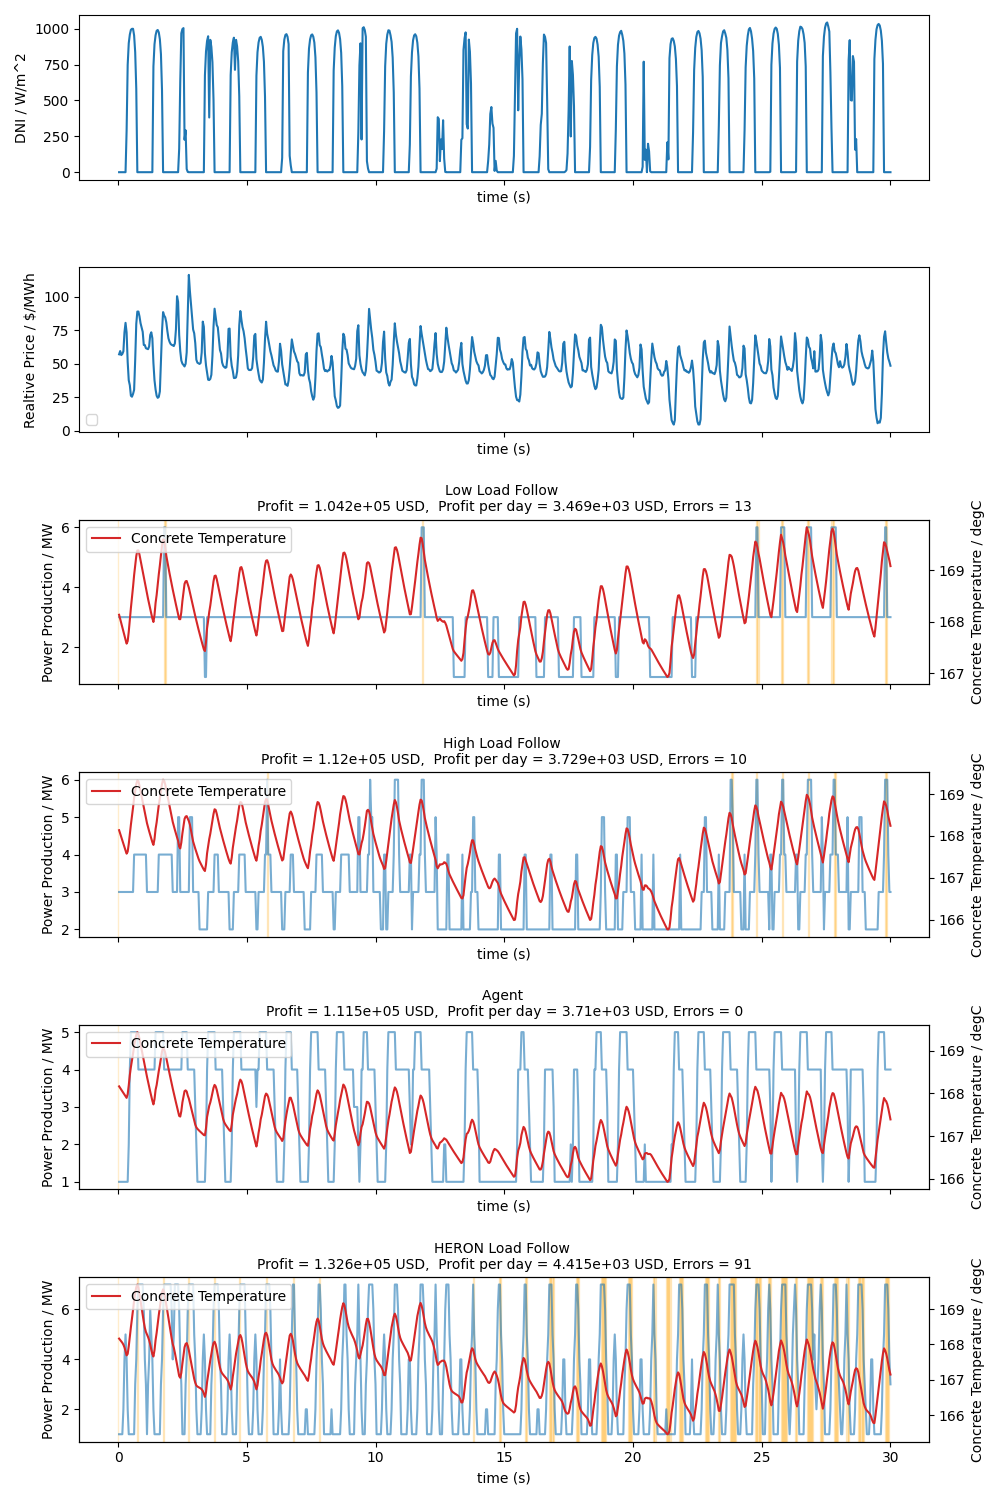 1000
750
500
250
0
DNI / W/m^2
time (s)
100
75
50
25
0
Realtive Price / $/MWh
time (s)
Low Load Follow
Profit = 1.042e+05 USD,  Profit per day = 3.469e+03 USD, Errors = 13
Concrete Temperature
6
4
2
Power Production / MW
169
168
167
Concrete Temperature / degC
time (s)
High Load Follow
Profit = 1.12e+05 USD,  Profit per day = 3.729e+03 USD, Errors = 10
Concrete Temperature
6
5
4
3
2
Power Production / MW
169
168
167
166
Concrete Temperature / degC
time (s)
Agent
Profit = 1.115e+05 USD,  Profit per day = 3.71e+03 USD, Errors = 0
Concrete Temperature
5
4
3
2
1
Power Production / MW
169
168
167
166
Concrete Temperature / degC
time (s)
HERON Load Follow
Profit = 1.326e+05 USD,  Profit per day = 4.415e+03 USD, Errors = 91
Concrete Temperature
6
4
2
Power Production / MW
169
168
167
166
Concrete Temperature / degC
0 5 10 15 20 25 30
time (s)